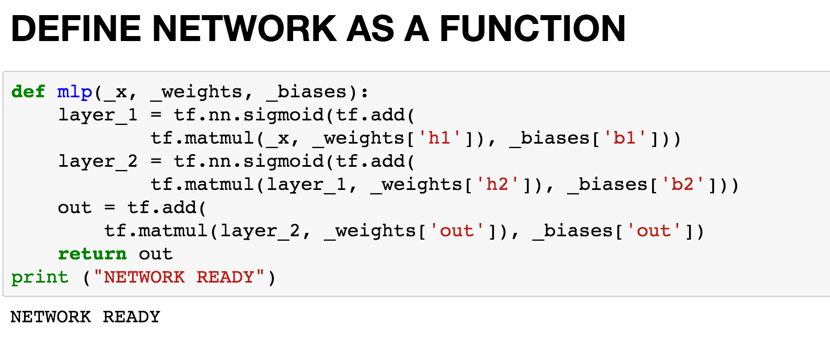 DEFINE NETWORK AS A FUNCTION
def mlp(_x, _weights, _biases):
    layer_1 = tf.nn.sigmoid(tf.add(
            tf.matmul(_x, _weights['h1']), _biases['b1']))
    layer_2 = tf.nn.sigmoid(tf.add(
            tf.matmul(layer_1, _weights['h2']), _biases['b2']))
    out = tf.add(
        tf.matmul(layer_2, _weights['out']), _biases['out'])
    return out
print ("NETWORK READY")
NETWORK READY